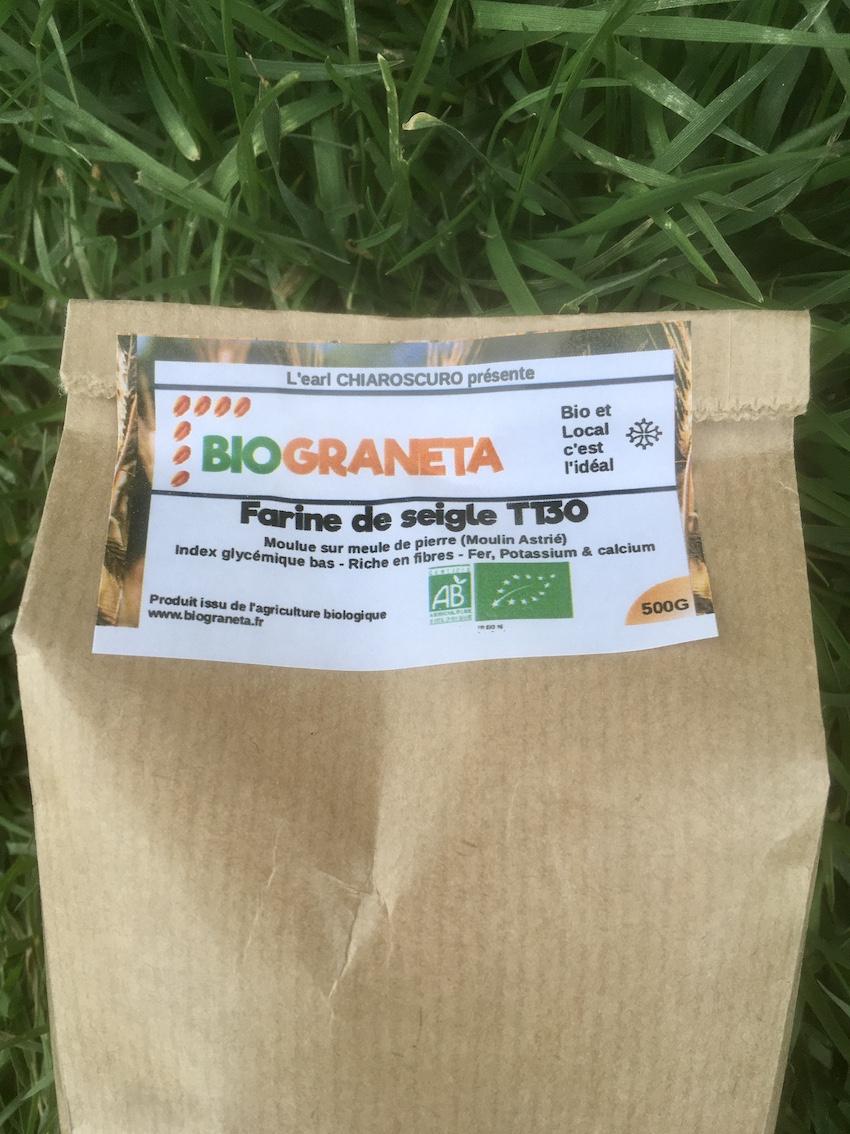 L'earl CHIAROSCURO présente
BIOGRANETA
Bio et
Local
c'est
l'idéal
Farine de seigle T130
Moulue sur meule de pierre (Moulin Astrié)
Index glycémique bas - Riche en fibres - Fer, Potassium & calcium
Produit issu de l'agriculture biologique
www.biograneta.fr
AB
500G